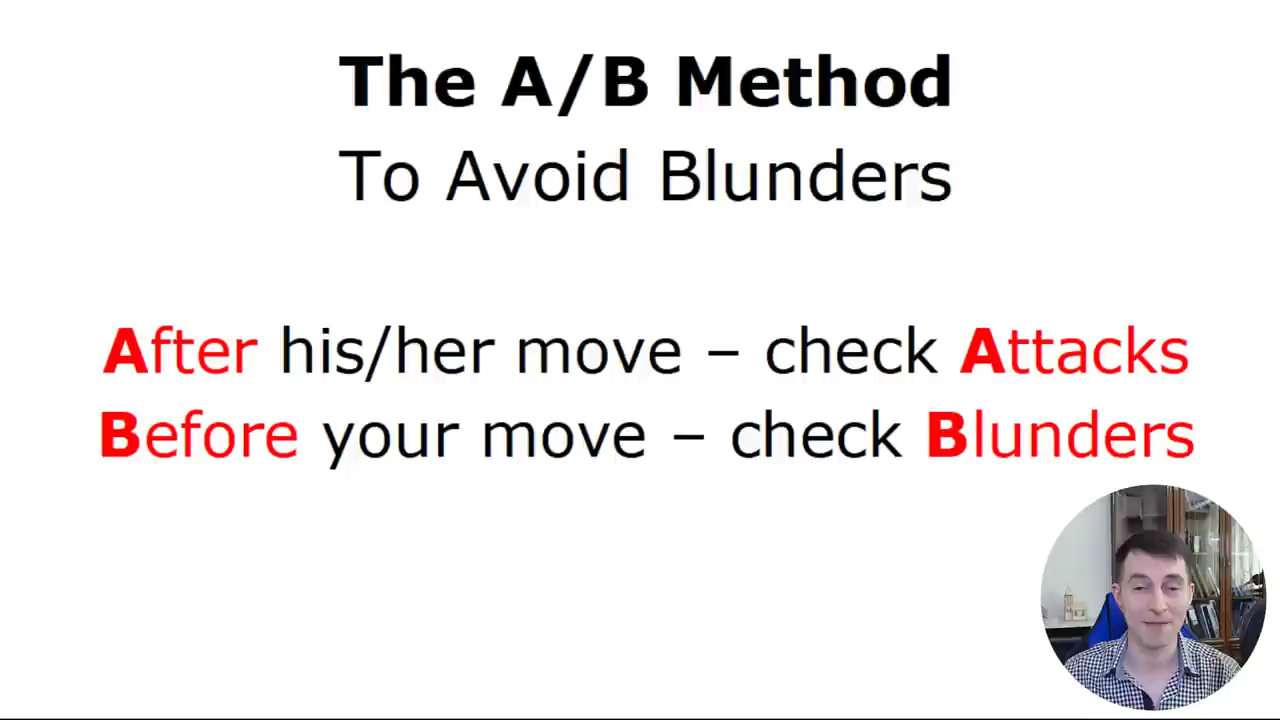 The A/B Method
To Avoid Blunders
After his/her move – check Attacks
Before your move – check Blunders